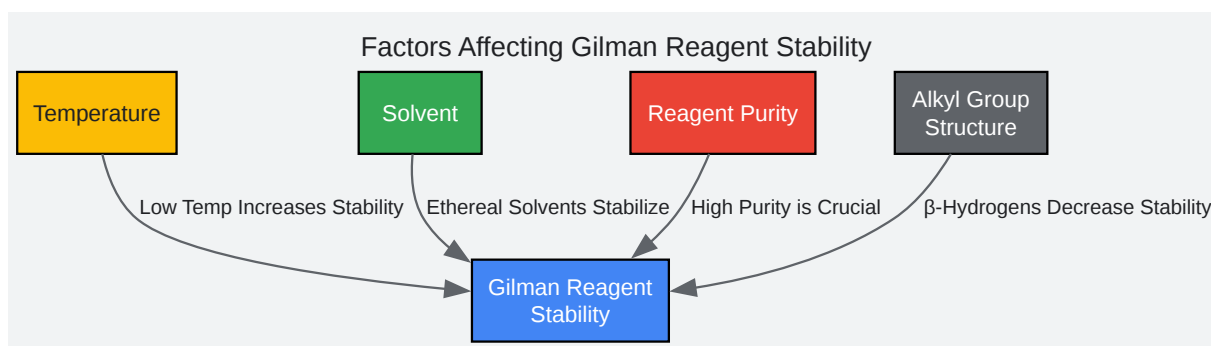 Factors Affecting Gilman Reagent Stability
Temperature
Solvent
Reagent Purity
Alkyl Group
Structure
Low Temp Increases Stability
Ethereal Solvents Stabilize
High Purity is Crucial
β-Hydrogens Decrease Stability
Gilman Reagent
Stability